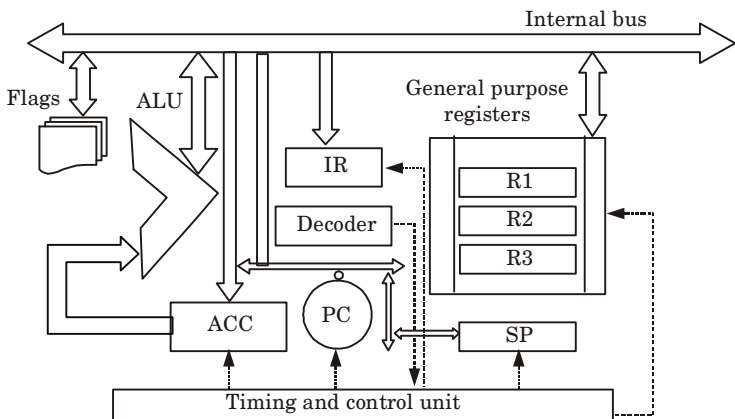 Internal bus
Flags
ALU
General purpose
registers
IR
R1
Decoder
R2
R3
ACC
PC
SP
Timing and control unit